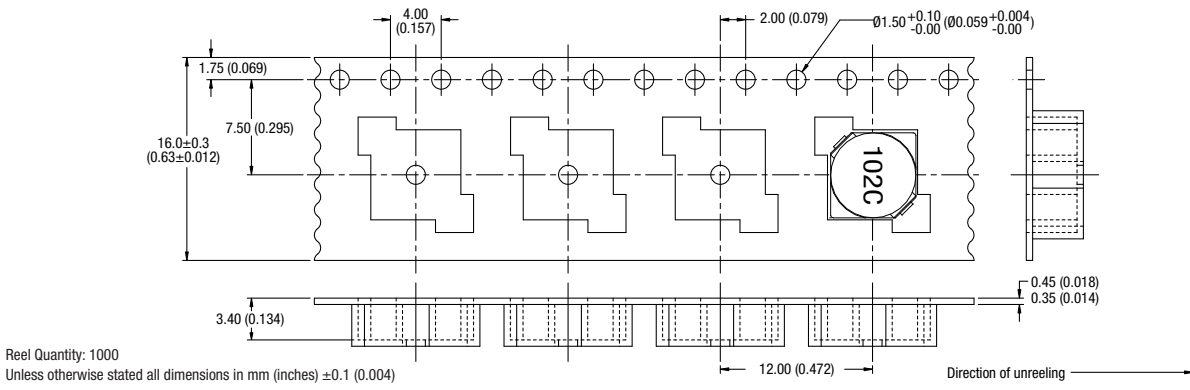 4.00
(0.157)
2.00 (0.079)
Ø1.50 +0.10 -0.00 (Ø0.059 +0.004 -0.00)
1.75 (0.069)
7.50 (0.295)
16.0±0.3
(0.63±0.012)
102C
0.45 (0.018)
0.35 (0.014)
3.40 (0.134)
12.00 (0.472)
Reel Quantity: 1000
Unless otherwise stated all dimensions in mm (inches) ±0.1 (0.004)
Direction of unreeling